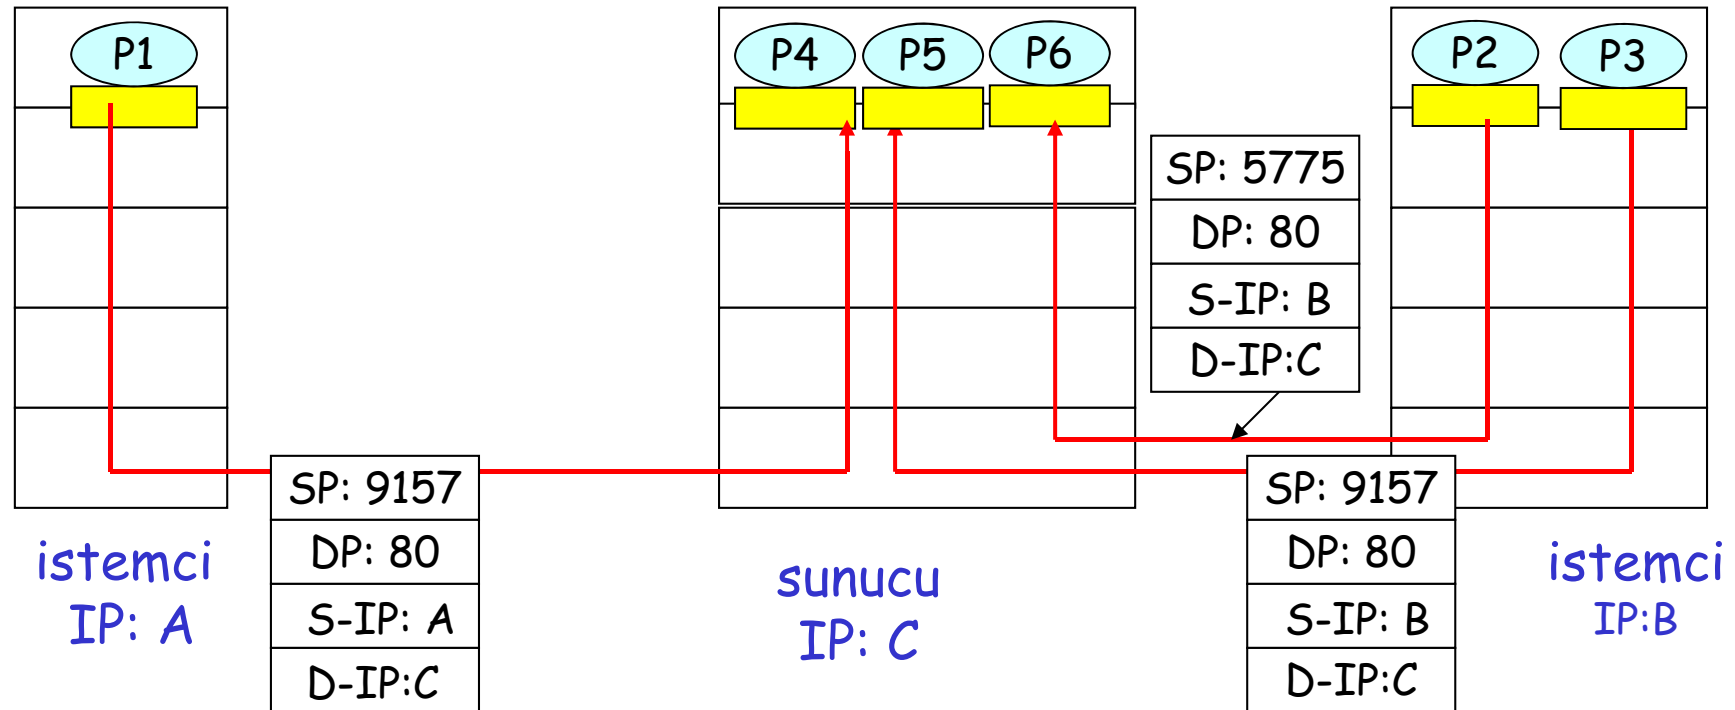 P1
P4
P5
P6
P2
P3
SP: 5775
DP: 80
S-IP: B
D-IP:C
SP: 9157
DP: 80
S-IP: A
D-IP:C
SP: 9157
DP: 80
S-IP: B
D-IP:C
istemci
IP: A
sunucu
IP: C
istemci
IP:B